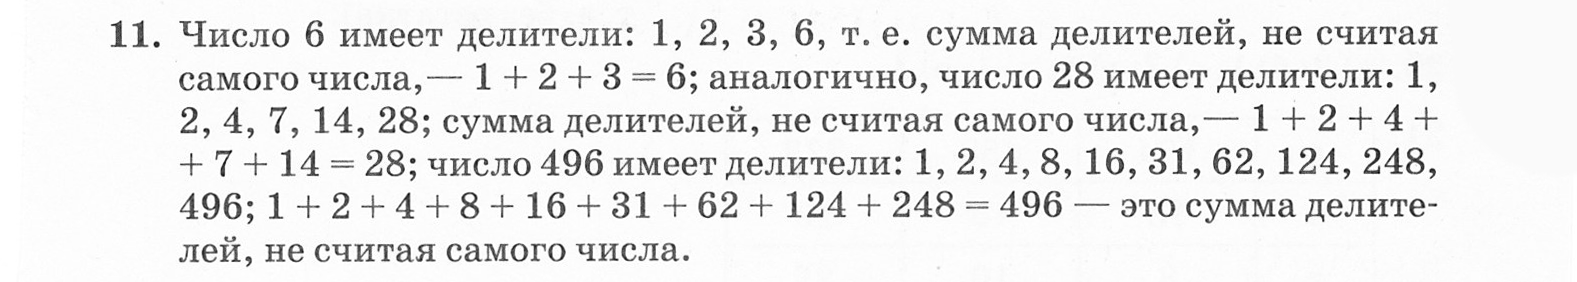 11. Число 6 имеет делители: 1, 2, 3, 6, т. е. сумма делителей, не считая
самого числа,— 1 + 2 + 3 = 6; аналогично, число 28 имеет делители: 1,
2, 4, 7, 14, 28; сумма делителей, не считая самого числа,— 1 + 2 + 4 +
+ 7 + 14 = 28; число 496 имеет делители: 1, 2, 4, 8, 16, 31, 62, 124, 248,
496; 1 + 2 + 4 + 8 + 16 + 31 + 62 + 124 + 248 = 496 — это сумма делите-
лей, не считая самого числа.